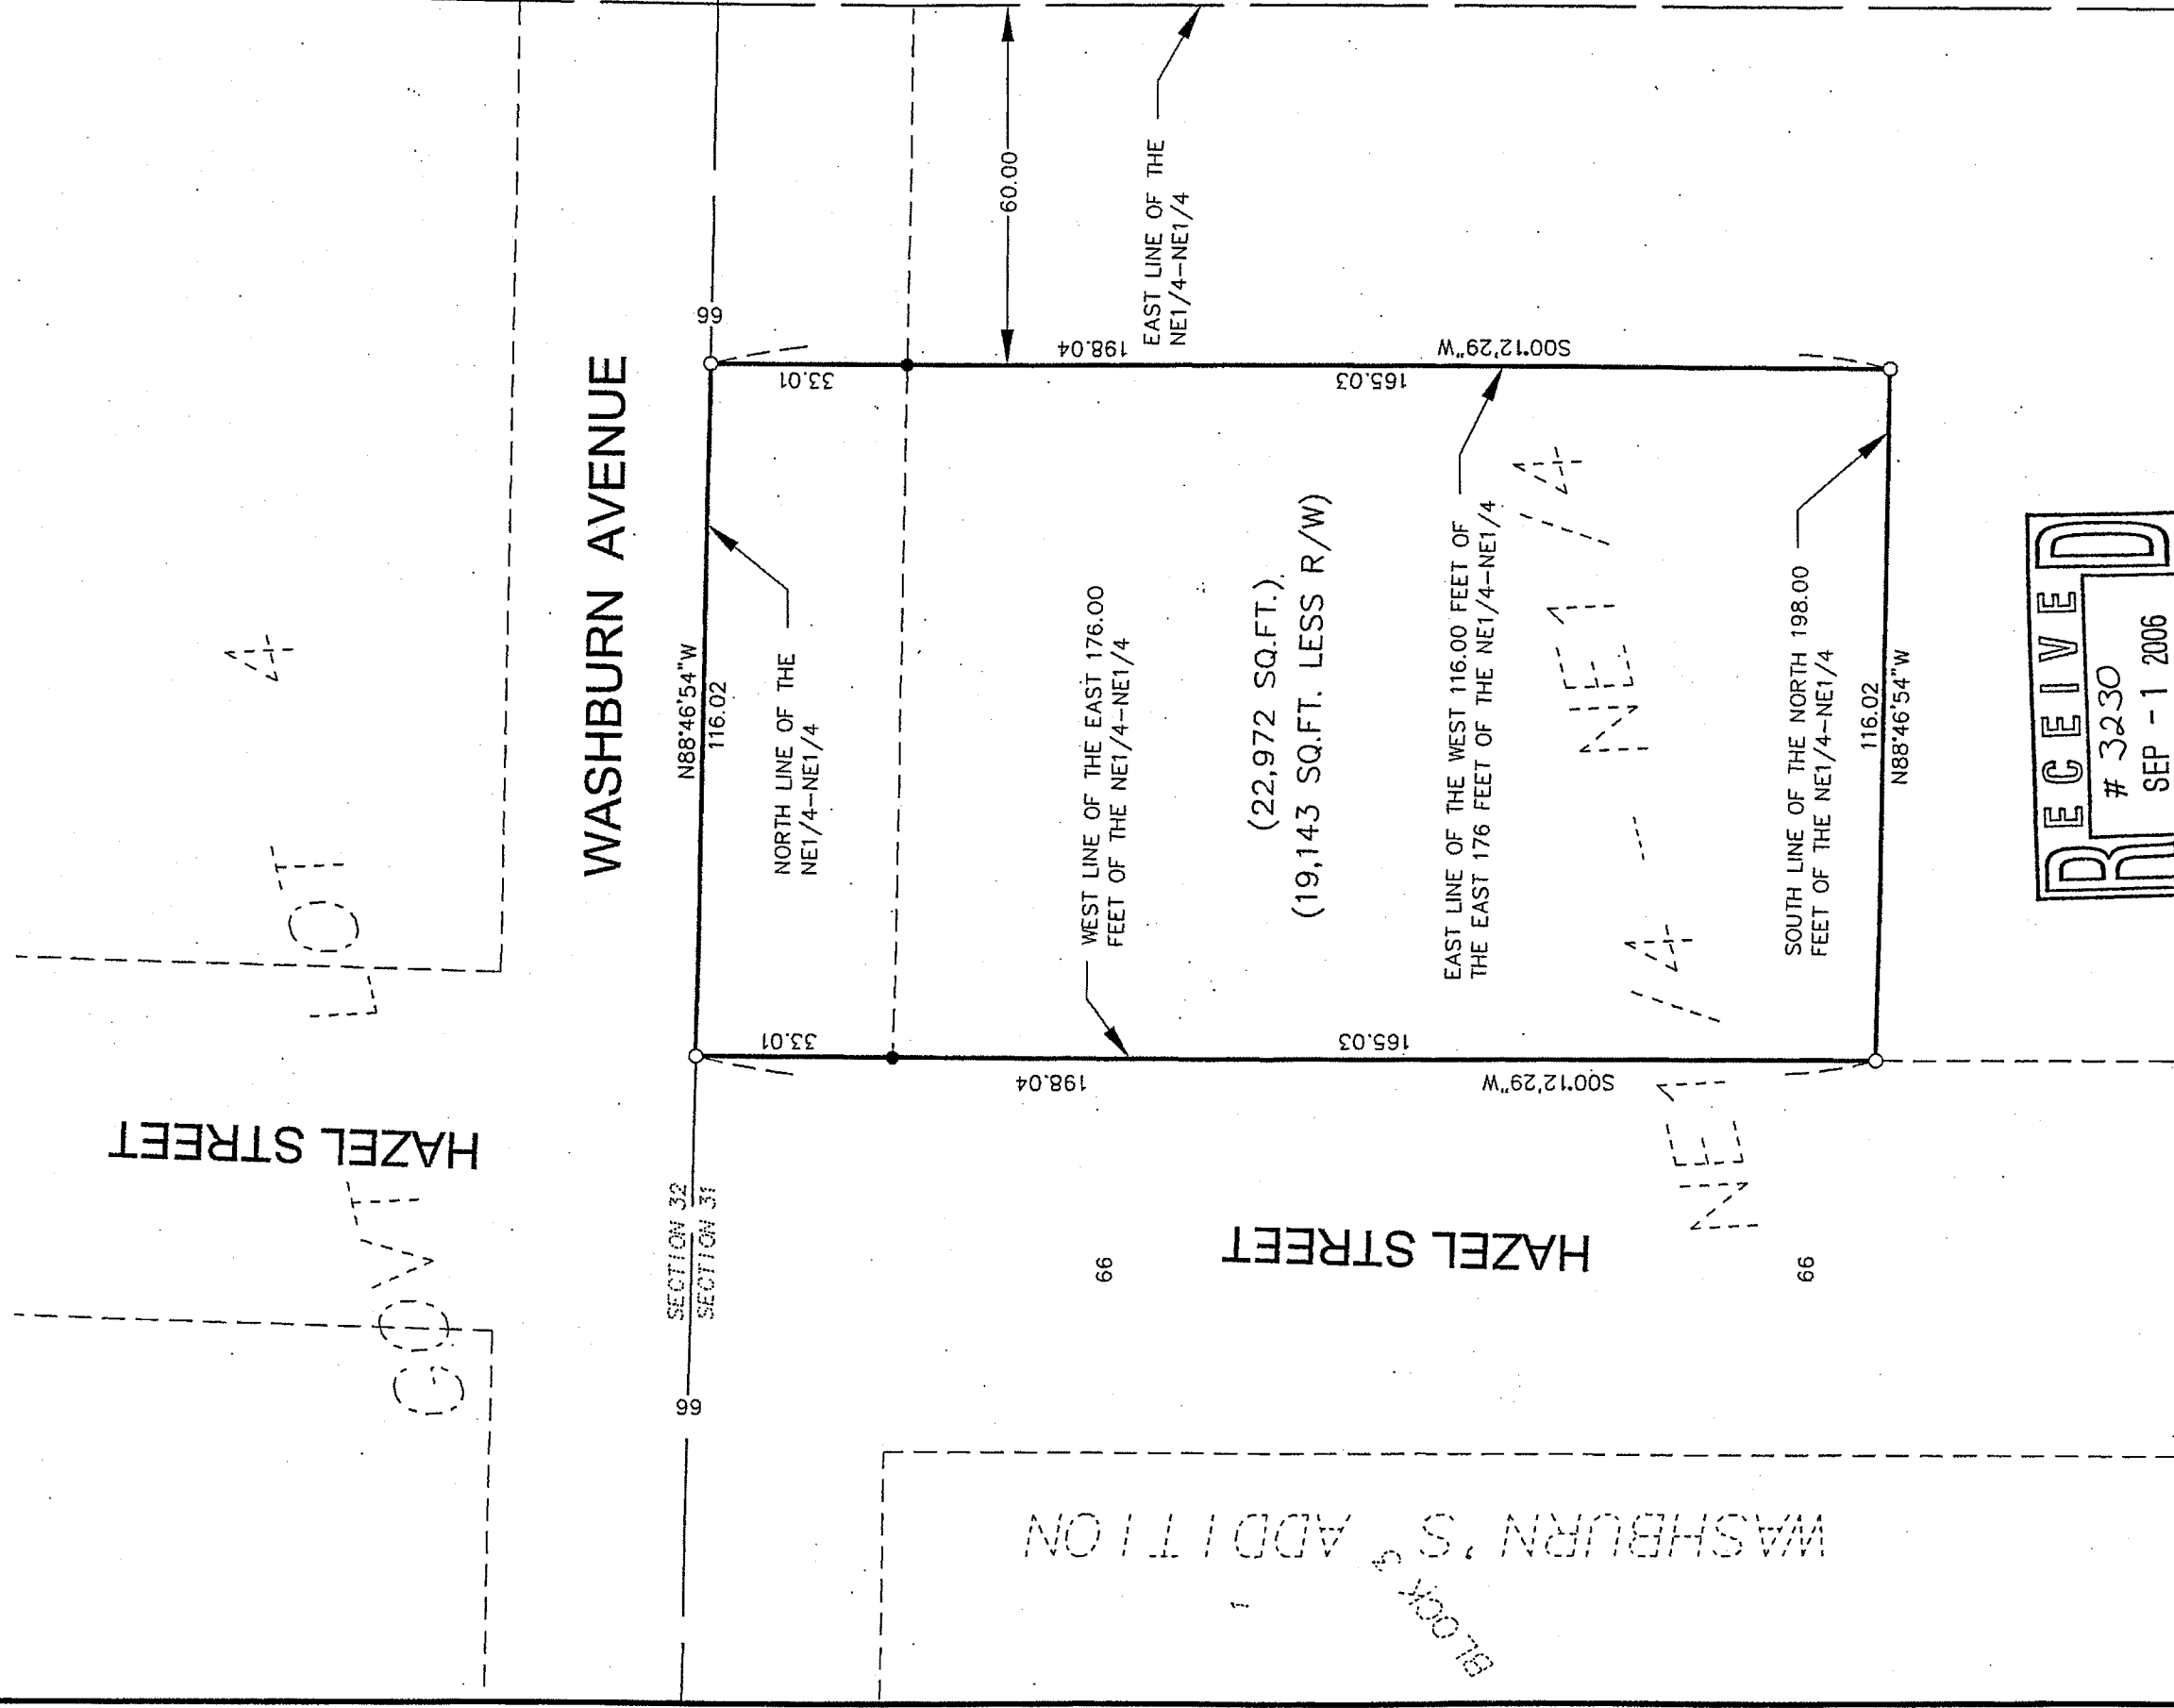 GOVT LOT 4
HAZEL STREET
WASHBURN AVENUE
SECTION 32
SECTION 31
66
66
N88°46'54"W
116.02
NORTH LINE OF THE
NE1/4-NE1/4
33.01
33.01
60.00
EAST LINE OF THE
NE1/4-NE1/4
198.04
165.03
S00°12'29"W
198.04
165.03
S00°12'29"W
WEST LINE OF THE EAST 176.00
FEET OF THE NE1/4-NE1/4
(22,972 SQ.FT.)
(19,143 SQ.FT. LESS R/W)
EAST LINE OF THE WEST 116.00 FEET OF
THE EAST 176 FEET OF THE NE1/4-NE1/4
NE1/4 - NE1/4
SOUTH LINE OF THE NORTH 198.00
FEET OF THE NE1/4-NE1/4
116.02
N88°46'54"W
HAZEL STREET
66
66
WASHBURN'S ADDITION
BLOCK 3
1
RECEIVED
# 3230
SEP - 1 2006